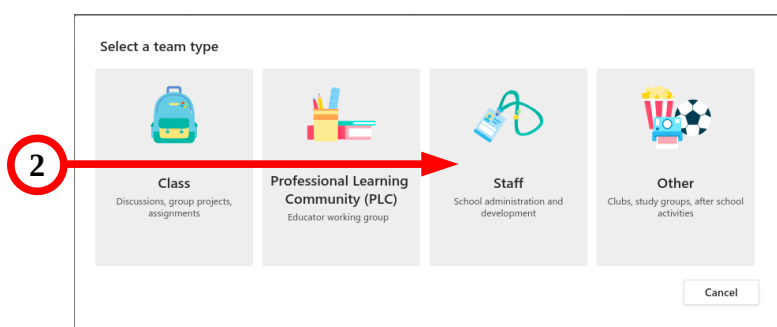 Select a team type
2
Class
Discussions, group projects,
assignments
Professional Learning
Community (PLC)
Educator working group
Staff
School administration and
development
Other
Clubs, study groups, after school
activities
Cancel